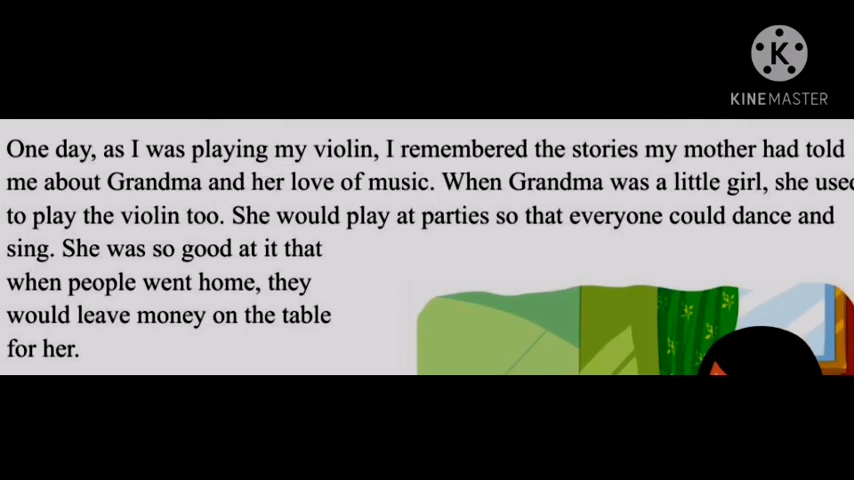 KINEMASTER
One day, as I was playing my violin, I remembered the stories my mother had told
me about Grandma and her love of music. When Grandma was a little girl, she used
to play the violin too. She would play at parties so that everyone could dance and
sing. She was so good at it that
when people went home, they
would leave money on the table
for her.